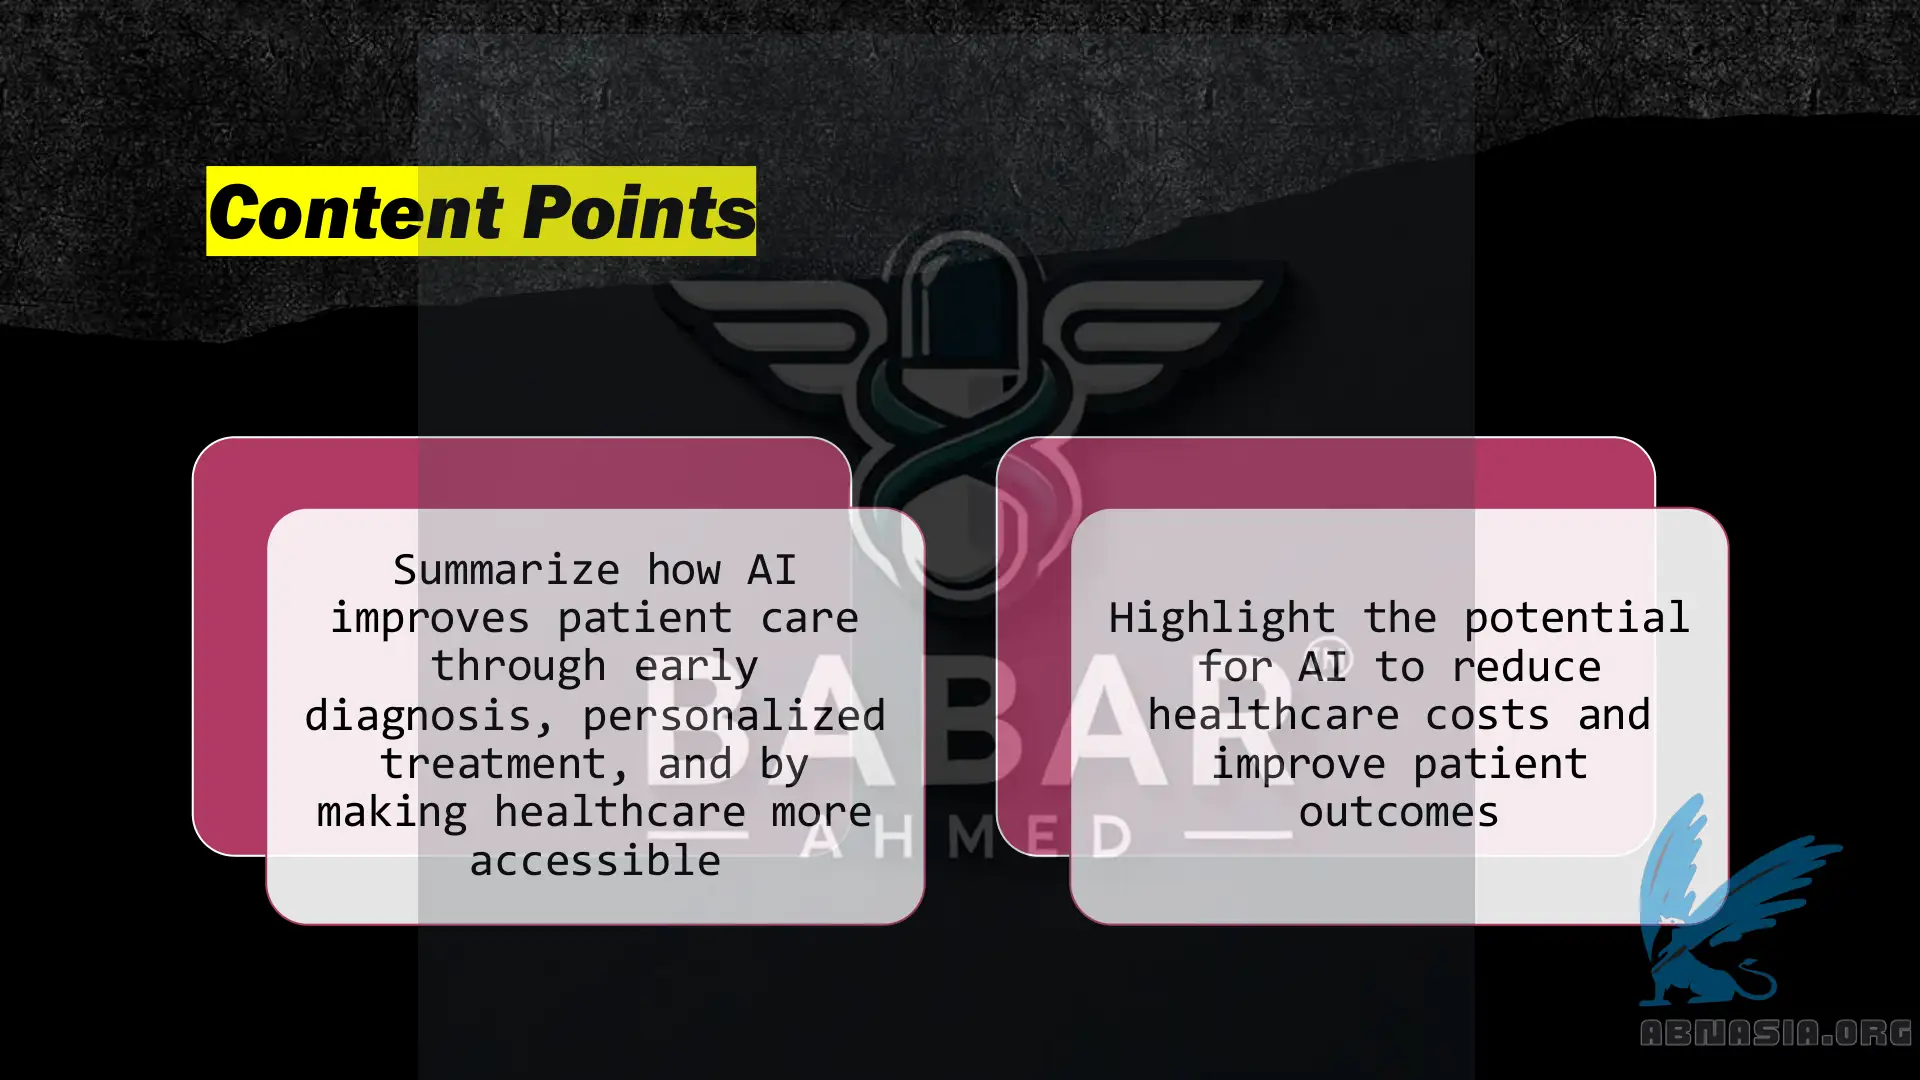 Content Points
Summarize how AI
improves patient care
through early
diagnosis, personalized
treatment, and by
making healthcare more
accessible
Highlight the potential
for AI to reduce
healthcare costs and
improve patient
outcomes
BABAR
AHMED
ABNASIA.ORG